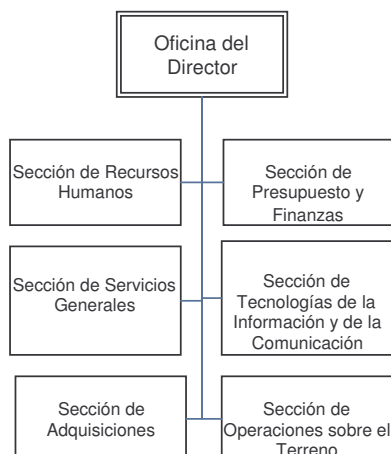 Oficina del
Director
Sección de Recursos
Humanos
Sección de
Presupuesto y
Finanzas
Sección de Servicios
Generales
Sección de
Tecnologías de la
Información y de la
Comunicación
Sección de
Adquisiciones
Sección de
Operaciones sobre el
Terreno